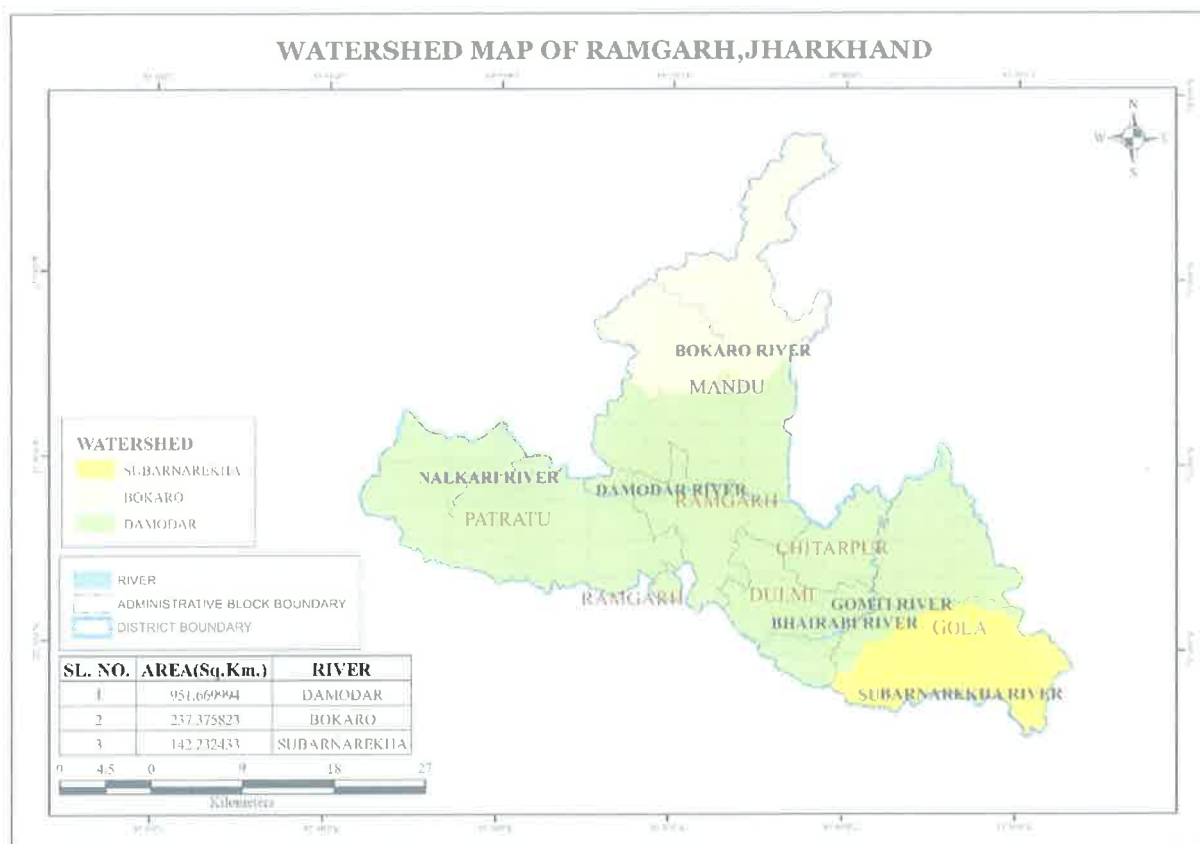 WATERSHED MAP OF RAMGARH,JHARKHAND
N
W E
S
BOKARO RIVER
MANDU
NALKARI RIVER
DAMODAR RIVER
RAMGARH
PATRATU
CHITARPUR
RAMGARH
DULMI
GOMTI RIVER
BHAIRABI RIVER
GOLA
SUBARNAREKHA RIVER
WATERSHED
SUBARNAREKHA
BOKARO
DAMODAR
RIVER
ADMINISTRATIVE BLOCK BOUNDARY
DISTRICT BOUNDARY
SL. NO. AREA(Sq.Km.) RIVER
1 951.669994 DAMODAR
2 237.375823 BOKARO
3 142.232433 SUBARNAREKHA
9 4.5 0 9 18 27
Kilometers